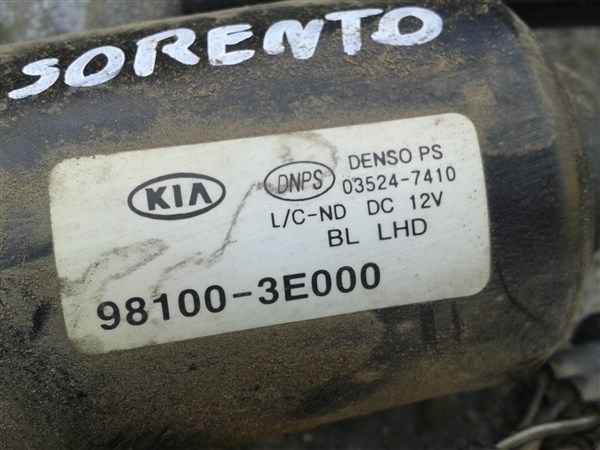 SORENTO
KIA
DNPS
DENSO PS
03524-7410
L/C-ND DC 12V
BL LHD
98100-3E000